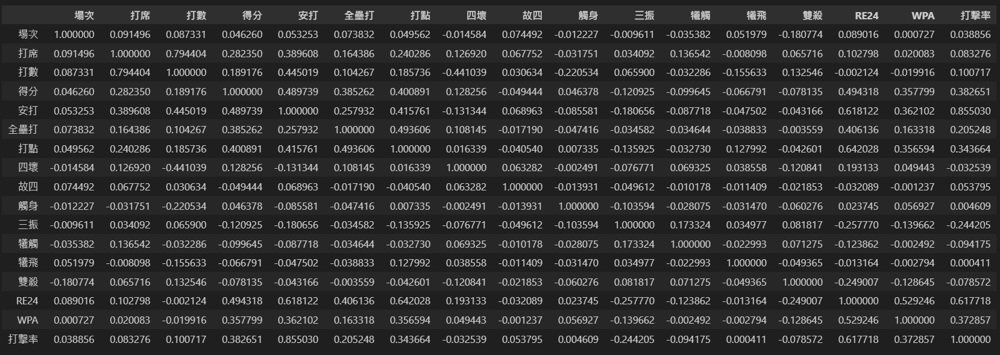 場次 打席 打數 得分 安打 全壘打 打點 四壞 故四 觸身 三振 犧觸 犧飛 雙殺 RE24 WPA 打擊率
場次 1.000000 0.091496 0.087331 0.046260 0.053253 0.073832 0.049562 -0.014584 0.074492 -0.012227 -0.009611 -0.035382 0.051979 -0.180774 0.089016 0.000727 0.038856
打席 0.091496 1.000000 0.794404 0.282350 0.389608 0.164386 0.240286 0.126920 0.067752 -0.031751 0.034092 0.136542 -0.008098 0.065716 0.102798 0.020083 0.083276
打數 0.087331 0.794404 1.000000 0.189176 0.445019 0.104267 0.185736 -0.441039 0.030634 -0.220534 0.065900 -0.032286 -0.155633 0.132546 -0.002124 -0.019916 0.100717
得分 0.046260 0.282350 0.189176 1.000000 0.489739 0.385262 0.400891 0.128256 -0.049444 0.046378 -0.120925 -0.099645 -0.066791 -0.078135 0.494318 0.357799 0.382651
安打 0.053253 0.389608 0.445019 0.489739 1.000000 0.257932 0.415761 -0.131344 0.068963 -0.085581 -0.180656 -0.087718 -0.047502 -0.043166 0.618122 0.362102 0.855030
全壘打 0.073832 0.164386 0.104267 0.385262 0.257932 1.000000 0.493606 0.108145 -0.017190 -0.047416 -0.034582 -0.034644 -0.038833 -0.003559 0.406136 0.163318 0.205248
打點 0.049562 0.240286 0.185736 0.400891 0.415761 0.493606 1.000000 0.016339 -0.040540 0.007335 -0.135925 -0.032730 0.127992 -0.042601 0.642028 0.356594 0.343664
四壞 -0.014584 0.126920 -0.441039 0.128256 -0.131344 0.108145 0.016339 1.000000 0.063282 -0.002491 -0.076771 0.069325 0.038558 -0.120841 0.193133 0.049443 -0.032539
故四 0.074492 0.067752 0.030634 -0.049444 0.068963 -0.017190 -0.040540 0.063282 1.000000 -0.013931 -0.049612 -0.010178 -0.011409 -0.021853 -0.032089 -0.001237 0.053795
觸身 -0.012227 -0.031751 -0.220534 0.046378 -0.085581 -0.047416 0.007335 -0.002491 -0.013931 1.000000 -0.103594 -0.028075 -0.031470 -0.060276 0.023745 0.056927 0.004609
三振 -0.009611 0.034092 0.065900 -0.120925 -0.180656 -0.034582 -0.135925 -0.076771 -0.049612 -0.103594 1.000000 0.173324 0.034977 0.081817 -0.257770 -0.139662 -0.244205
犧觸 -0.035382 0.136542 -0.032286 -0.099645 -0.087718 -0.034644 -0.032730 0.069325 -0.010178 -0.028075 0.173324 1.000000 -0.022993 0.071275 -0.123862 -0.002492 -0.094175
犧飛 0.051979 -0.008098 -0.155633 -0.066791 -0.047502 -0.038833 0.127992 0.038558 -0.011409 -0.031470 0.034977 -0.022993 1.000000 -0.049365 -0.013164 -0.002794 0.000411
雙殺 -0.180774 0.065716 0.132546 -0.078135 -0.043166 -0.003559 -0.042601 -0.120841 -0.021853 -0.060276 0.081817 0.071275 -0.049365 1.000000 -0.249007 -0.128645 -0.078572
RE24 0.089016 0.102798 -0.002124 0.494318 0.618122 0.406136 0.642028 0.193133 -0.032089 0.023745 -0.257770 -0.123862 -0.013164 -0.249007 1.000000 0.529246 0.617718
WPA 0.000727 0.020083 -0.019916 0.357799 0.362102 0.163318 0.356594 0.049443 -0.001237 0.056927 -0.139662 -0.002492 -0.002794 -0.128645 0.529246 1.000000 0.372857
打擊率 0.038856 0.083276 0.100717 0.382651 0.855030 0.205248 0.343664 -0.032539 0.053795 0.004609 -0.244205 -0.094175 0.000411 -0.078572 0.617718 0.372857 1.000000